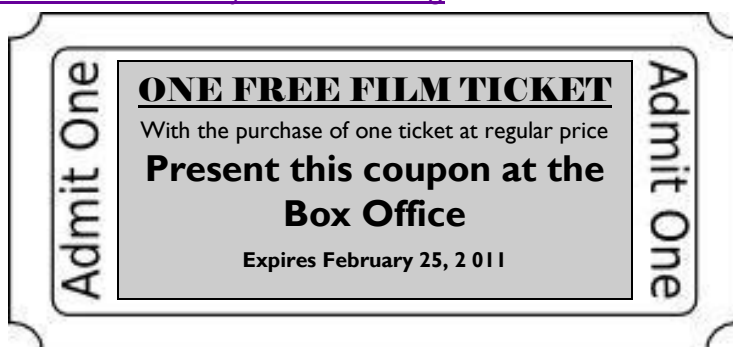 Admit One
ONE FREE FILM TICKET
With the purchase of one ticket at regular price
Present this coupon at the
Box Office
Expires February 25, 2 011
Admit One